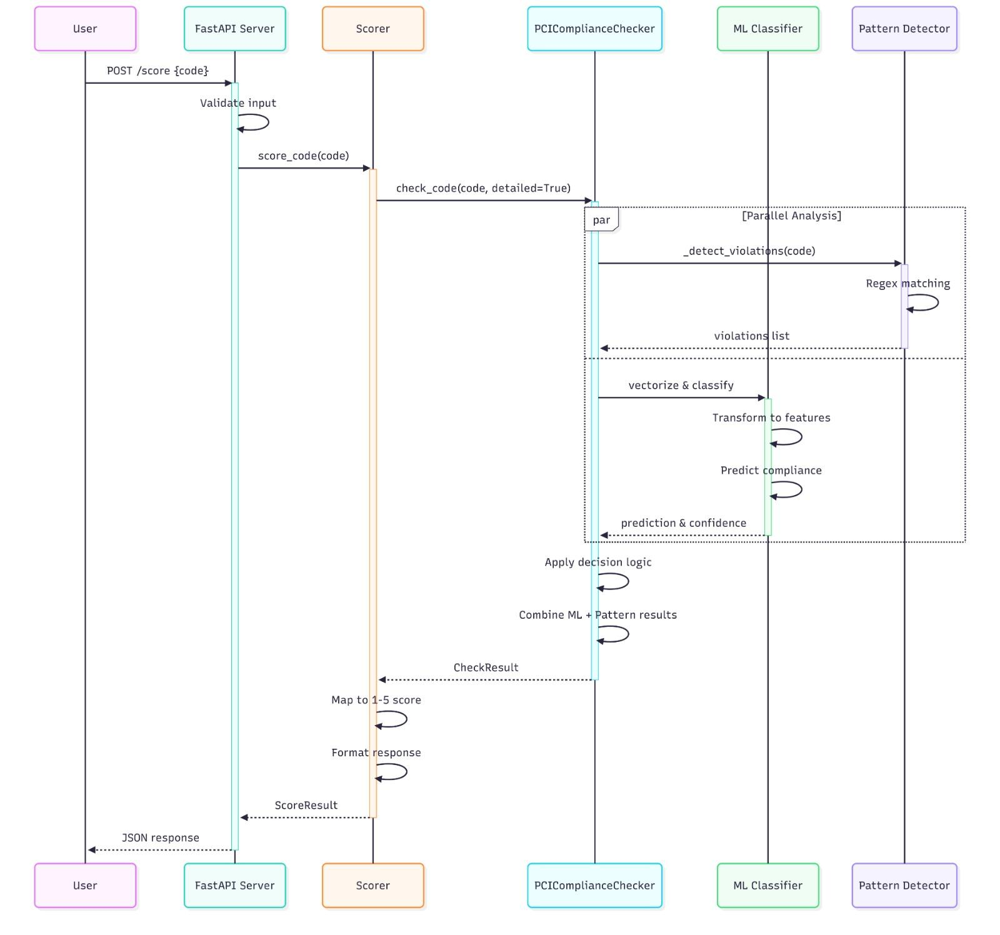 User
FastAPI Server
Scorer
PCIComplianceChecker
ML Classifier
Pattern Detector
POST /score {code}
Validate input
score_code(code)
check_code(code, detailed=True)
par
[Parallel Analysis]
_detect_violations(code)
Regex matching
violations list
vectorize & classify
Transform to features
Predict compliance
prediction & confidence
Apply decision logic
Combine ML + Pattern results
CheckResult
Map to 1-5 score
Format response
ScoreResult
JSON response
User
FastAPI Server
Scorer
PCIComplianceChecker
ML Classifier
Pattern Detector